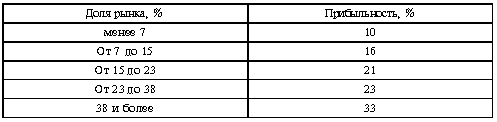 Доля рынка, % Прибыльность, %
менее 7 10
От 7 до 15 16
От 15 до 23 21
От 23 до 38 23
38 и более 33